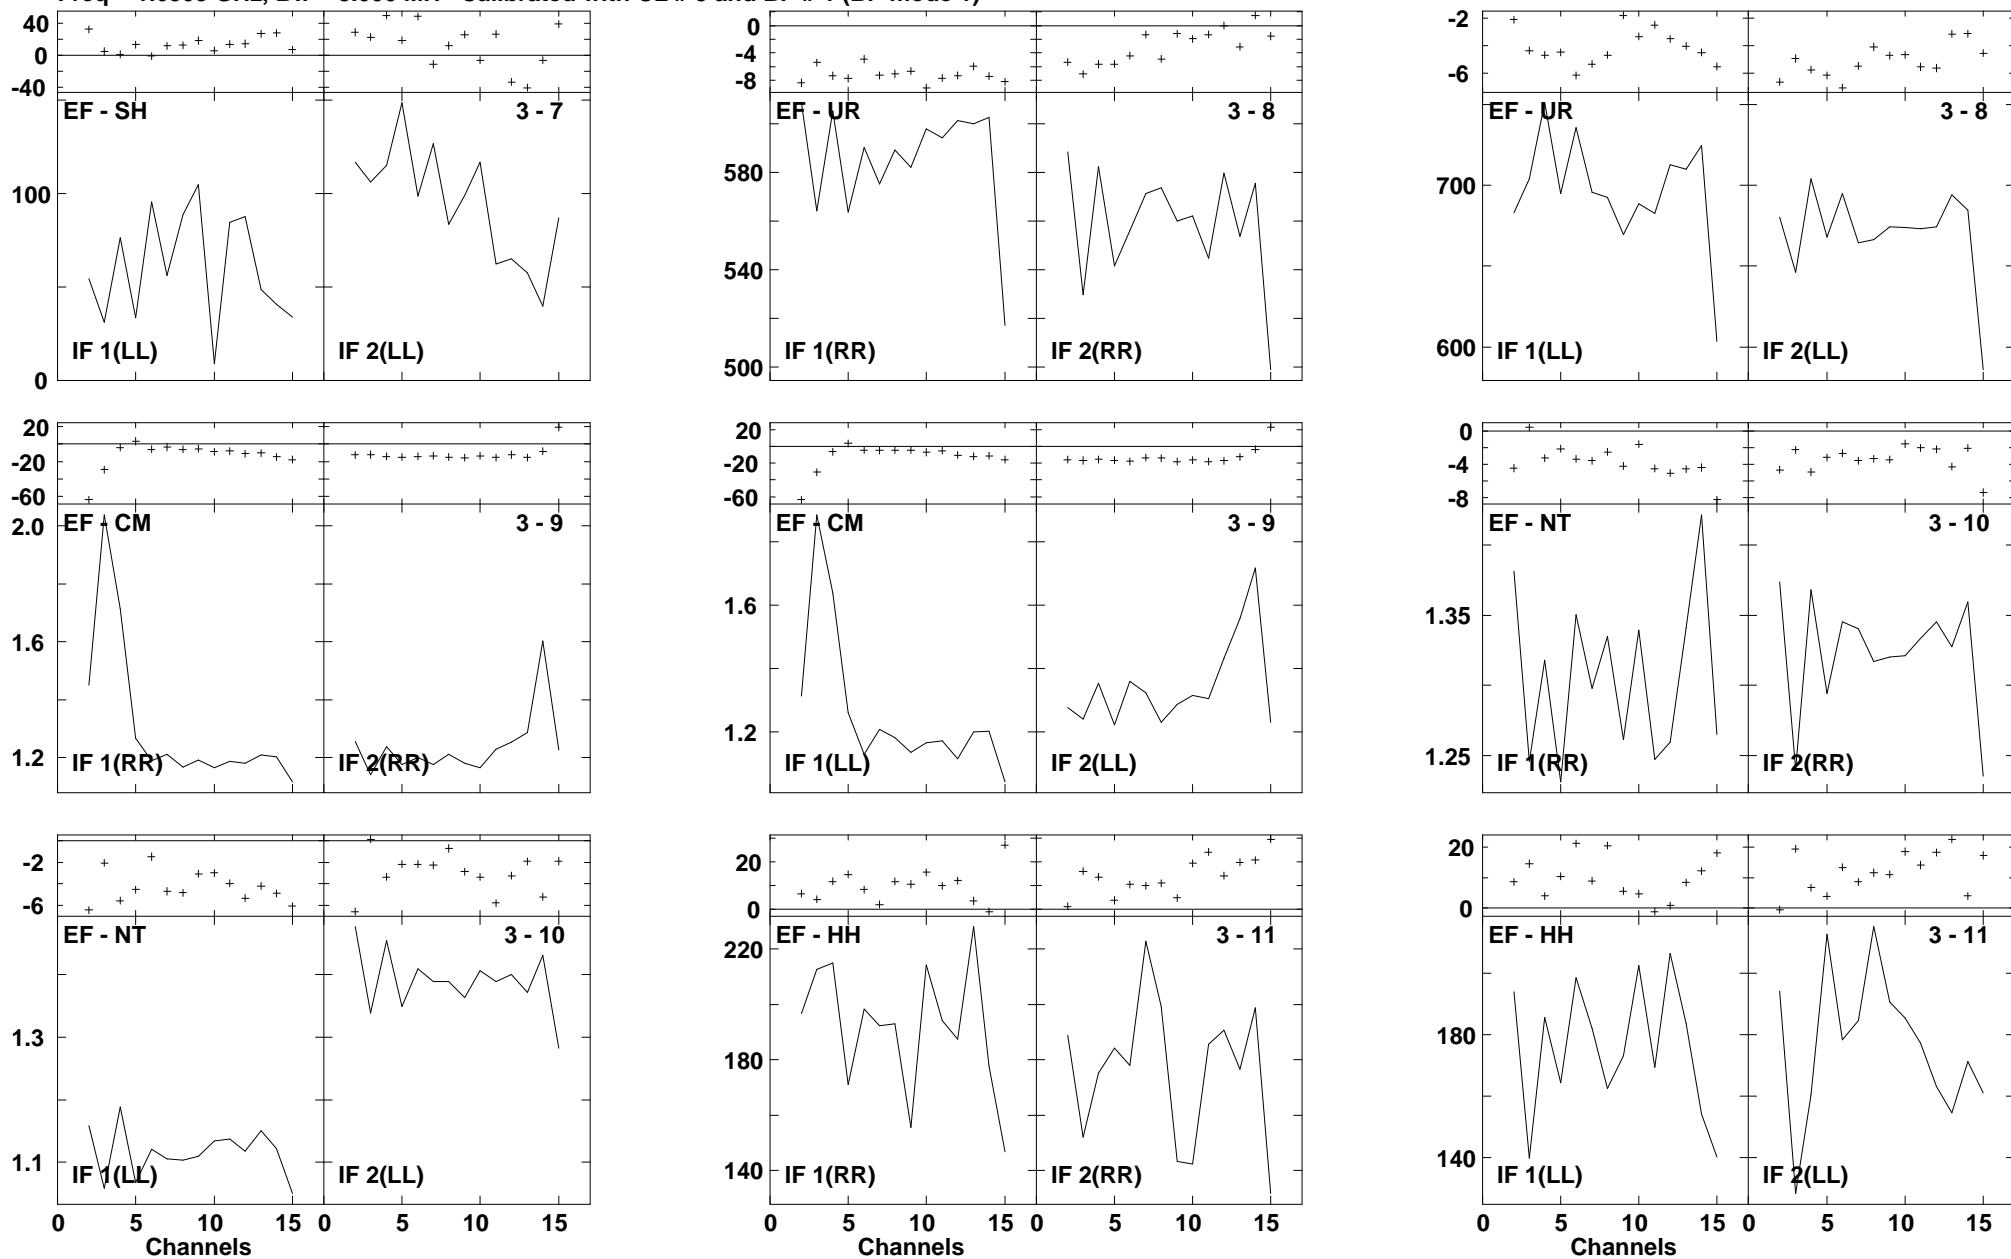 40 0 -40
EF - SH 3 - 7
100
IF 1(LL) IF 2(LL)
0
0 -4 -8
EF - UR 3 - 8
580
540
IF 1(RR) IF 2(RR)
500
-2 -6
EF - UR 3 - 8
700
IF 1(LL) IF 2(LL)
600
20 -20 -60
EF - CM 3 - 9
2.0
1.6
1.2
IF 1(RR) IF 2(RR)
20 -20 -60
EF - CM 3 - 9
1.6
1.2
IF 1(LL) IF 2(LL)
0 -4 -8
EF - NT 3 - 10
1.35
1.25
IF 1(RR) IF 2(RR)
-2 -6
EF - NT 3 - 10
1.3
1.1
IF 1(LL) IF 2(LL)
0 5 10 15 0 5 10 15
Channels
20 0
EF - HH 3 - 11
220
180
140
IF 1(RR) IF 2(RR)
0 5 10 15 0 5 10 15
Channels
20 0
EF - HH 3 - 11
180
140
IF 1(LL) IF 2(LL)
0 5 10 15 0 5 10 15
Channels